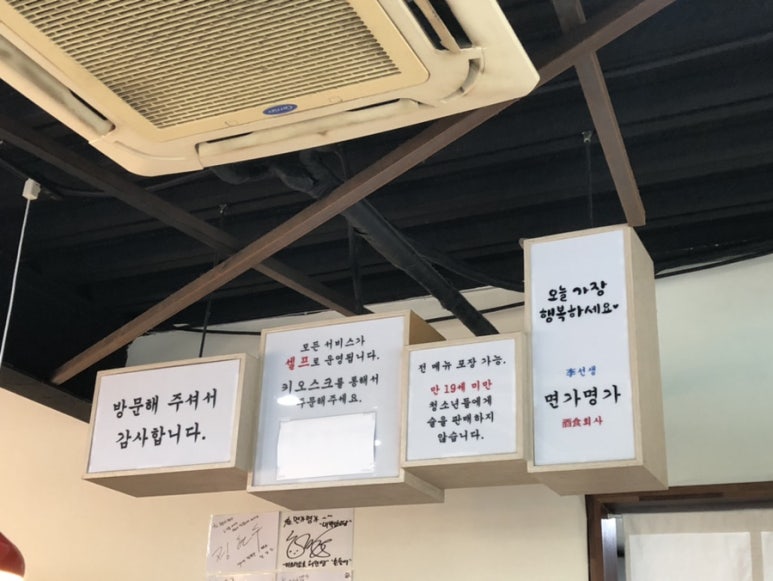 Carrier
방문해 주셔서
감사합니다.
모든 서비스가
셀프로 운영됩니다.
키오스크를 통해서
주문해주세요.
전 메뉴 포장 가능.
만 19세 미만
청소년들에게
술을 판매하지
않습니다.
오늘 가장
행복하세요♥
李선생
면가명가
酒食회사